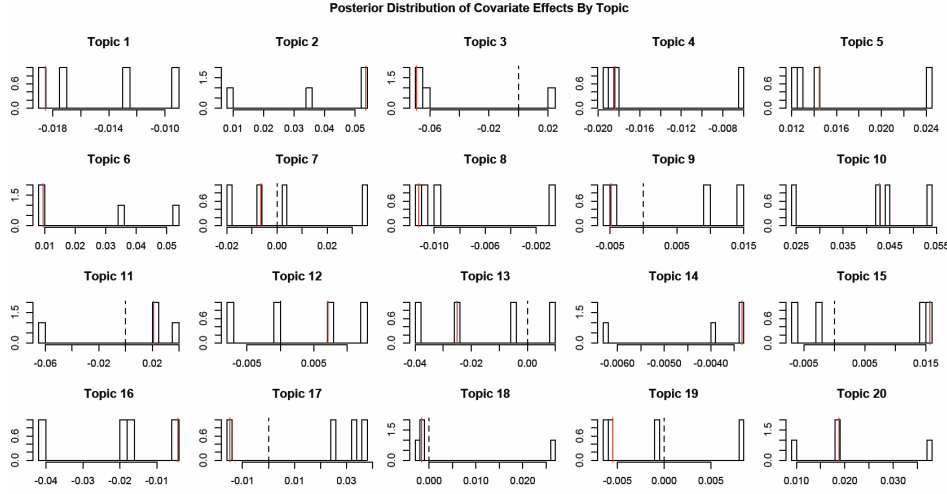 Posterior Distribution of Covariate Effects By Topic
Topic 1 Topic 2 Topic 3 Topic 4 Topic 5
0.0 0.6 0.0 1.5 0.0 1.5 0.0 0.6 0.0 0.6
-0.018 -0.014 -0.010 0.01 0.02 0.03 0.04 0.05 -0.06 -0.02 0.02 -0.020 -0.016 -0.012 -0.008 0.012 0.016 0.020 0.024
Topic 6 Topic 7 Topic 8 Topic 9 Topic 10
0.0 1.5 0.0 0.6 0.0 0.6 0.0 0.6 0.0 0.6
0.01 0.02 0.03 0.04 0.05 -0.02 0.00 0.02 -0.010 -0.006 -0.002 -0.005 0.005 0.015 0.025 0.035 0.045 0.055
Topic 11 Topic 12 Topic 13 Topic 14 Topic 15
0.0 1.5 0.0 0.6 0.0 0.6 0.0 1.5 0.0 0.6
-0.06 -0.02 0.02 -0.005 0.005 -0.04 -0.02 0.00 -0.0060 -0.0050 -0.0040 -0.005 0.005 0.015
Topic 16 Topic 17 Topic 18 Topic 19 Topic 20
0.0 0.6 0.0 0.6 0.0 1.5 0.0 0.6 0.0 1.5
-0.04 -0.03 -0.02 -0.01 -0.01 0.01 0.03 0.000 0.010 0.020 -0.005 0.000 0.005 0.010 0.020 0.030